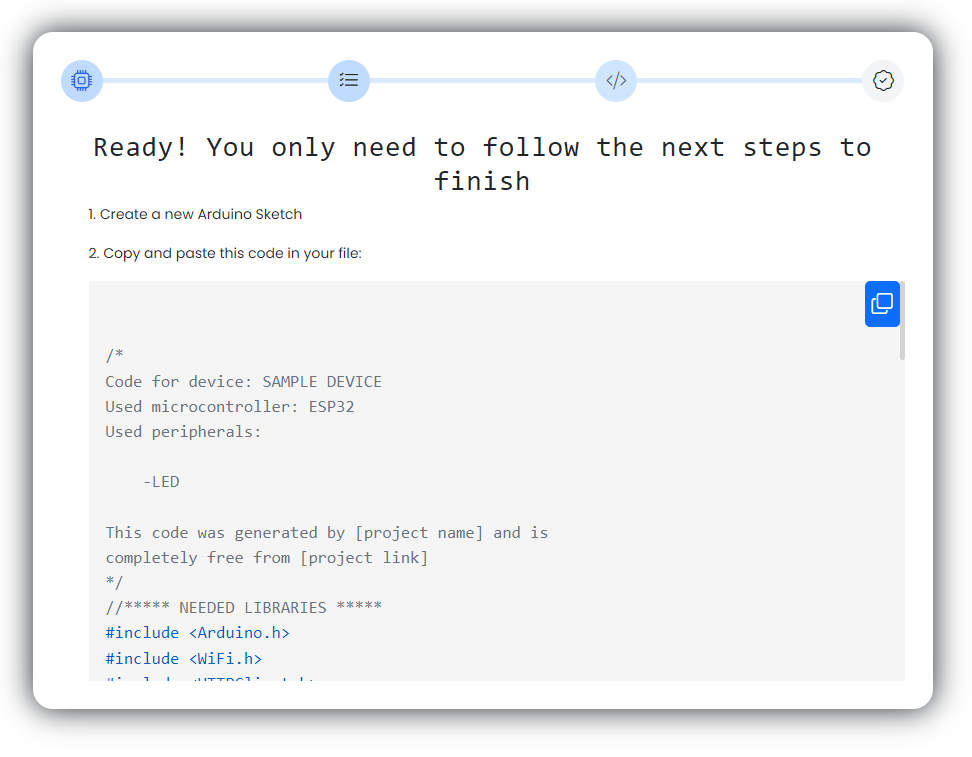 Ready! You only need to follow the next steps to
finish
1. Create a new Arduino Sketch
2. Copy and paste this code in your file:
/*
Code for device: SAMPLE DEVICE
Used microcontroller: ESP32
Used peripherals:
-LED
This code was generated by [project name] and is
completely free from [project link]
*/
//***** NEEDED LIBRARIES *****
#include <Arduino.h>
#include <WiFi.h>